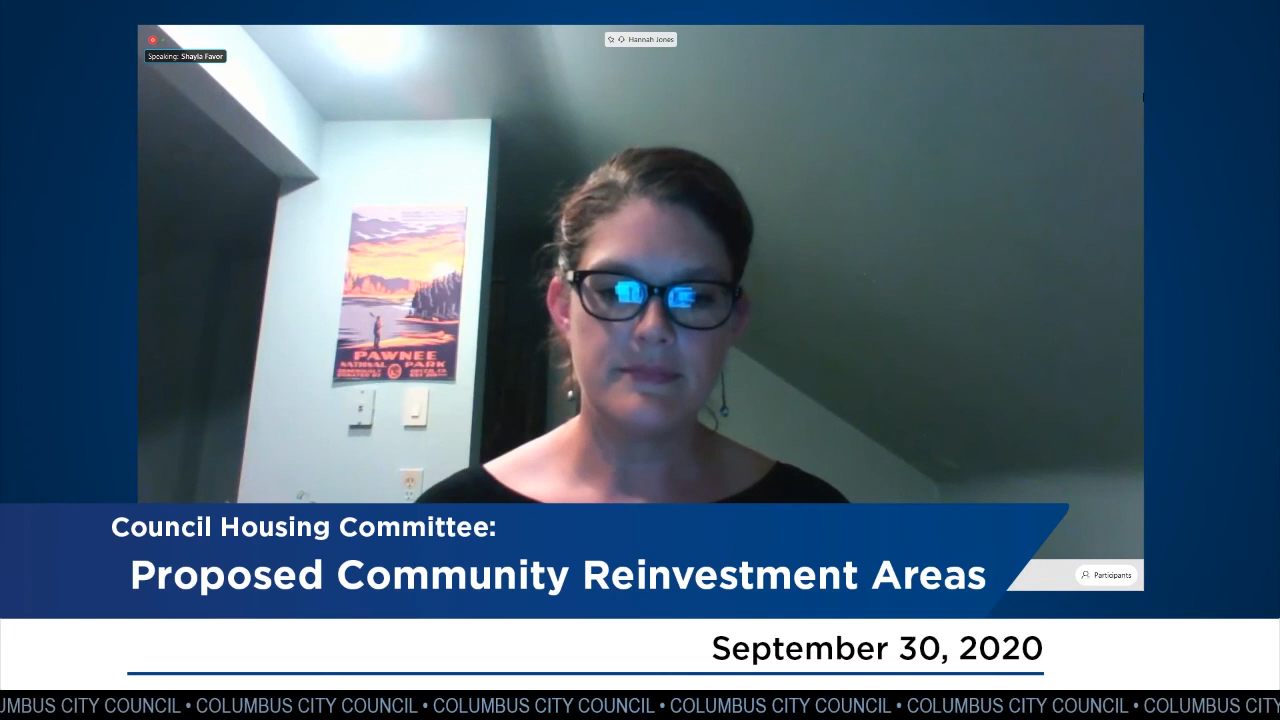 Hannah Jones
Speaking: Shayla Favor
PAWNEE
NATIONAL PARK
Council Housing Committee:
Proposed Community Reinvestment Areas
Participants
September 30, 2020
UMBUS CITY COUNCIL • COLUMBUS CITY COUNCIL • COLUMBUS CITY COUNCIL • COLUMBUS CITY COUNCIL • COLUMBUS CITY COUNCIL • COLUMBUS CITY